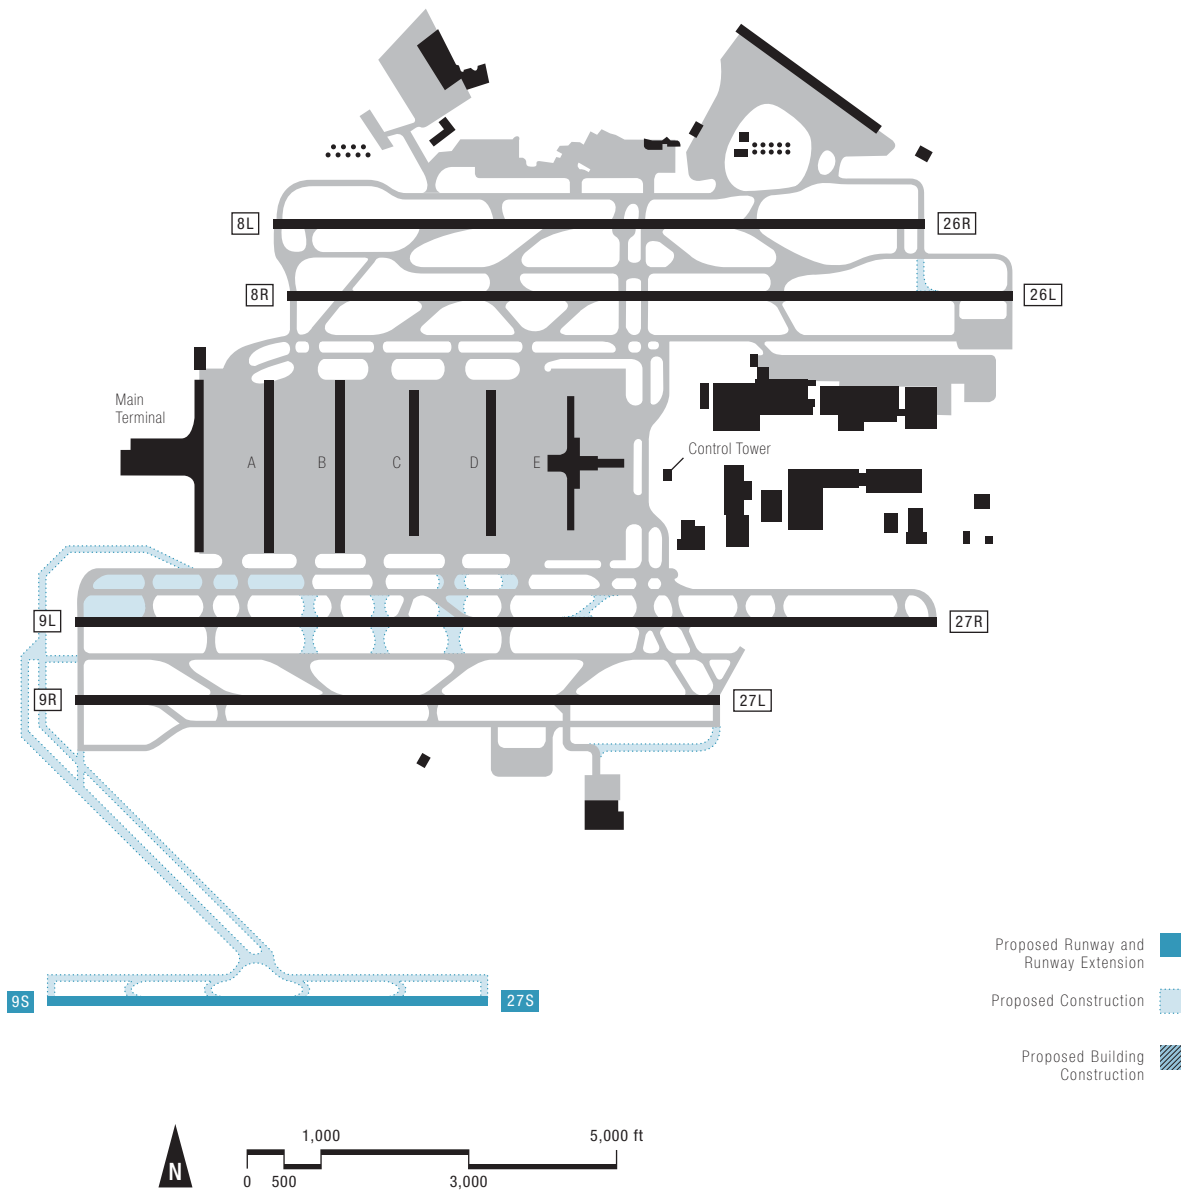 8L
26R
8R
26L
Main
Terminal
A
B
C
D
E
Control Tower
9L
27R
9R
27L
Proposed Runway and
Runway Extension
9S
27S
Proposed Construction
Proposed Building
Construction
1,000
5,000 ft
N
0
500
3,000